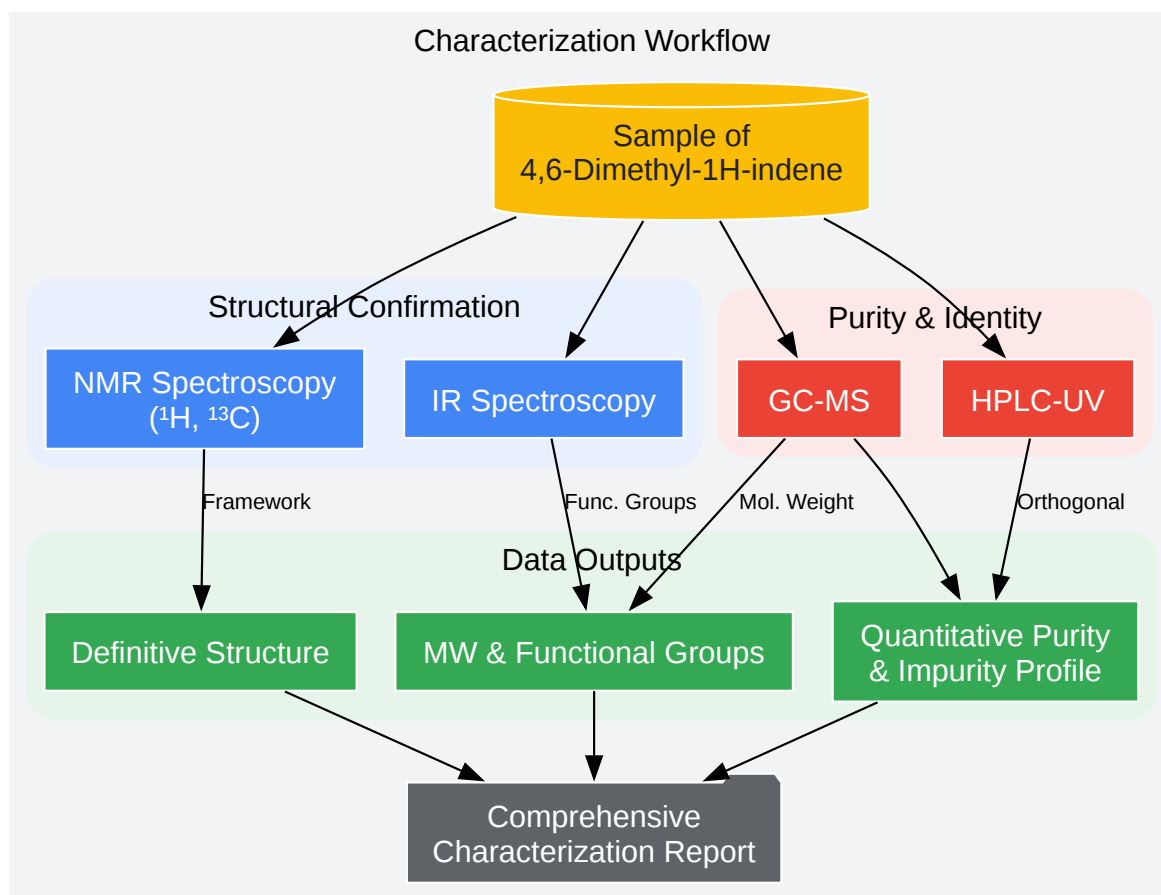 Characterization Workflow
Sample of
4,6-Dimethyl-1H-indene
Structural Confirmation
Purity & Identity
NMR Spectroscopy
(¹H, ¹³C)
IR Spectroscopy
GC-MS
HPLC-UV
Framework
Func. Groups
Mol. Weight
Orthogonal
Data Outputs
Definitive Structure
MW & Functional Groups
Quantitative Purity
& Impurity Profile
Comprehensive
Characterization Report